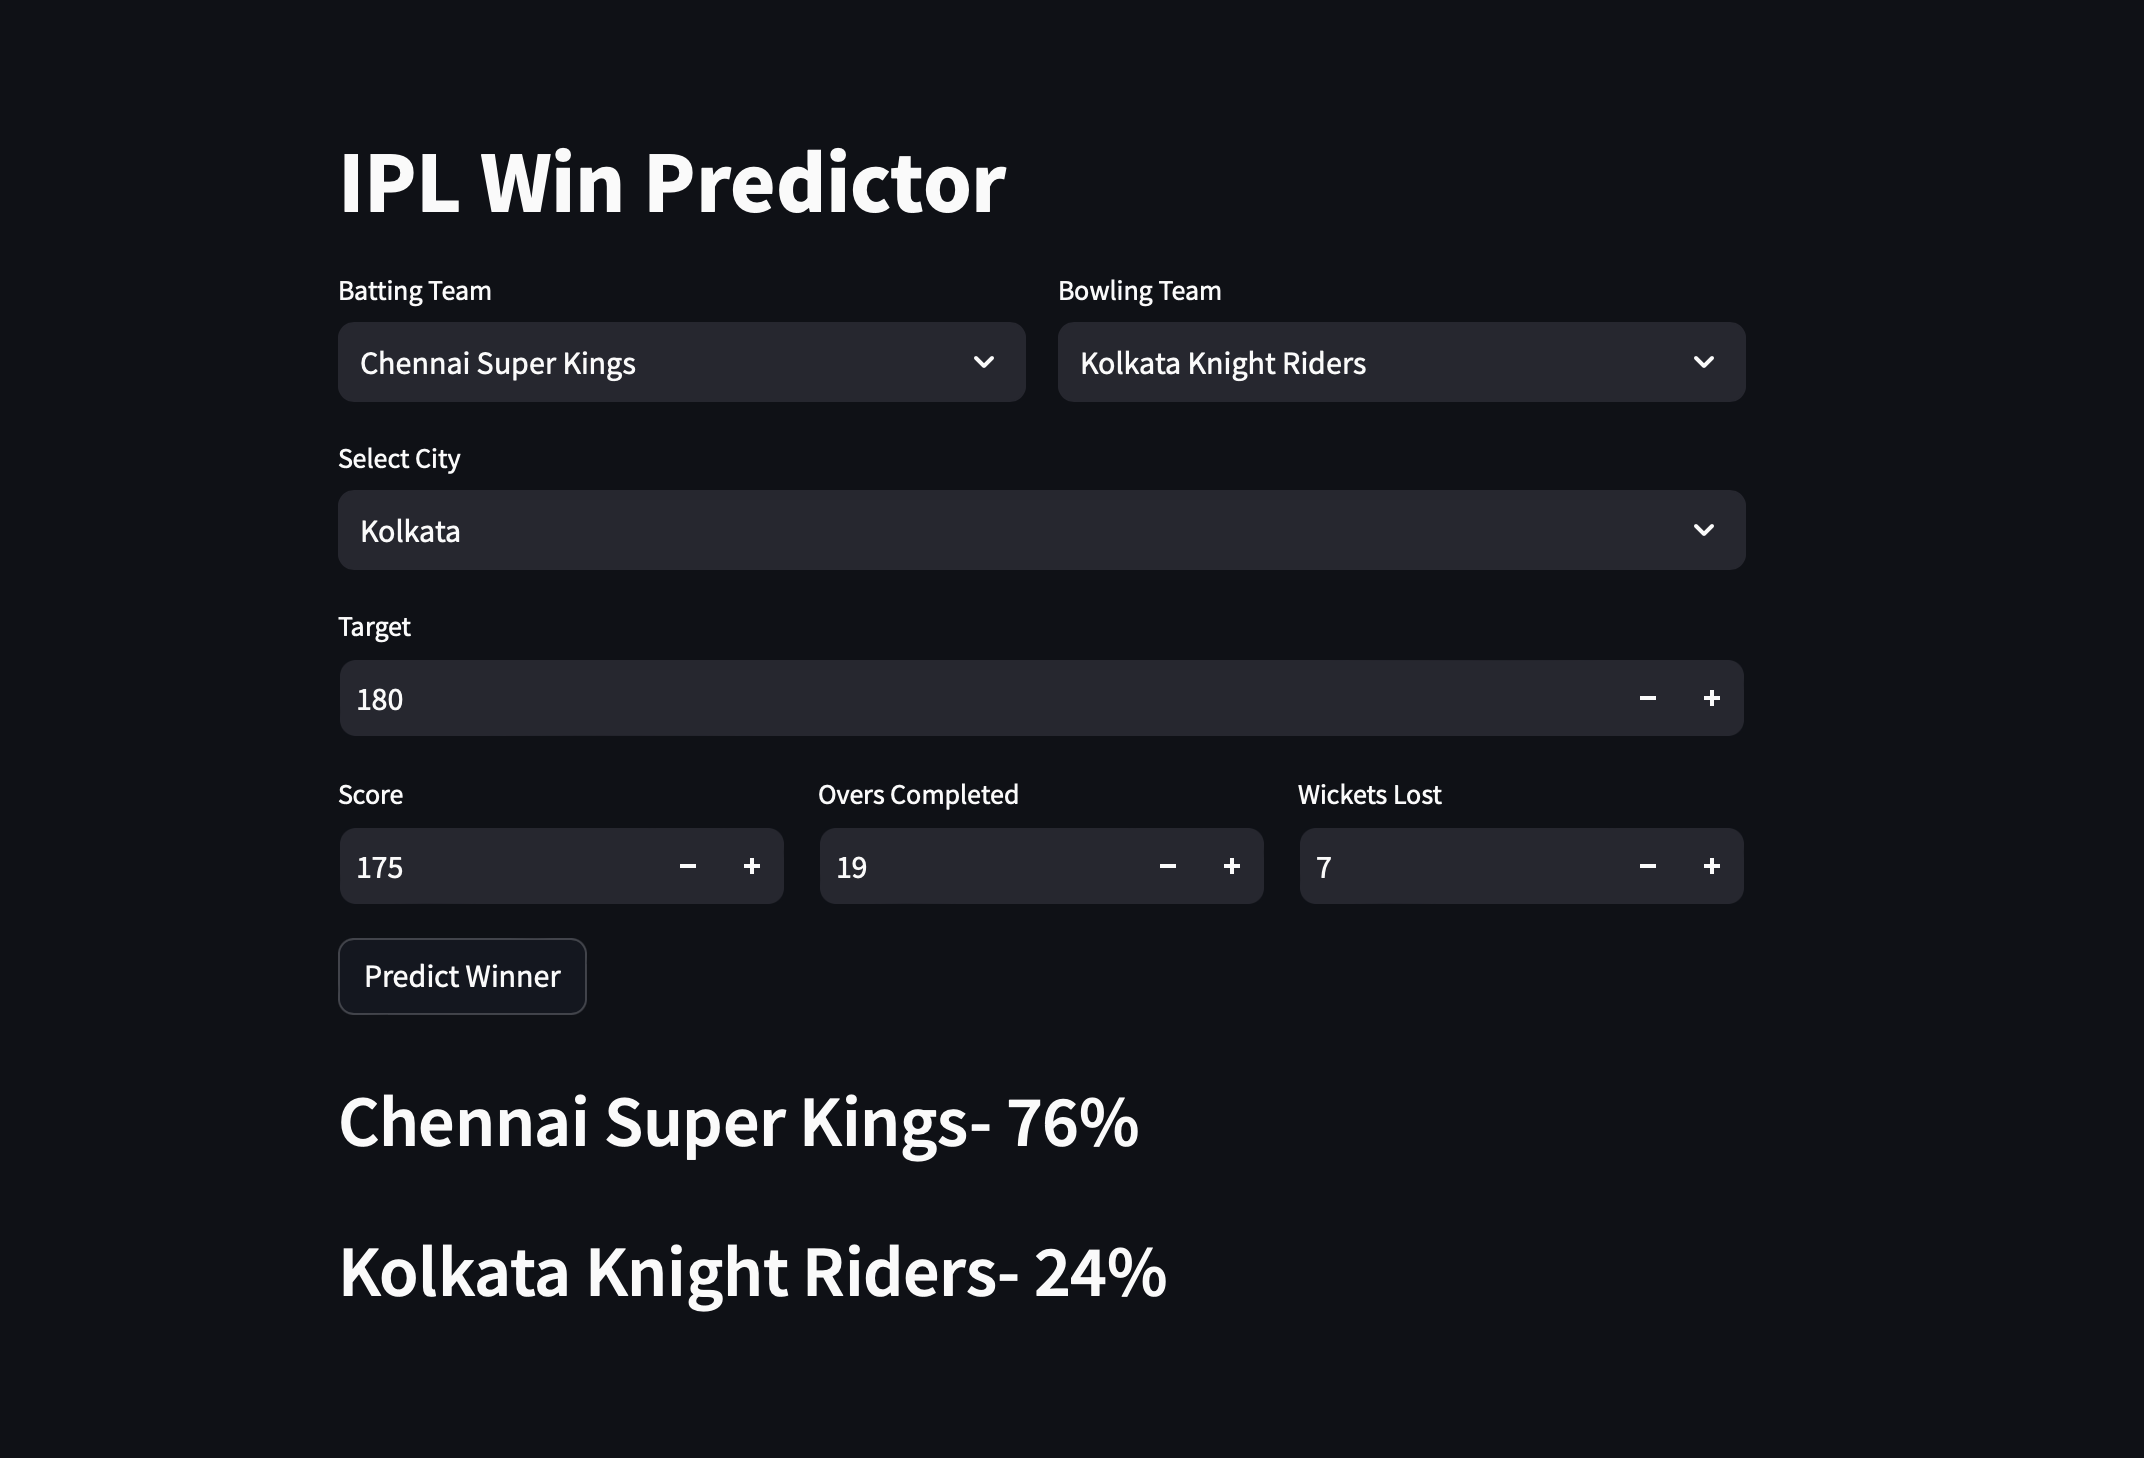 IPL Win Predictor
Batting Team
Bowling Team
Chennai Super Kings
Kolkata Knight Riders
Select City
Kolkata
Target
180
Score
Overs Completed
Wickets Lost
175
19
7
Predict Winner
Chennai Super Kings- 76%
Kolkata Knight Riders- 24%